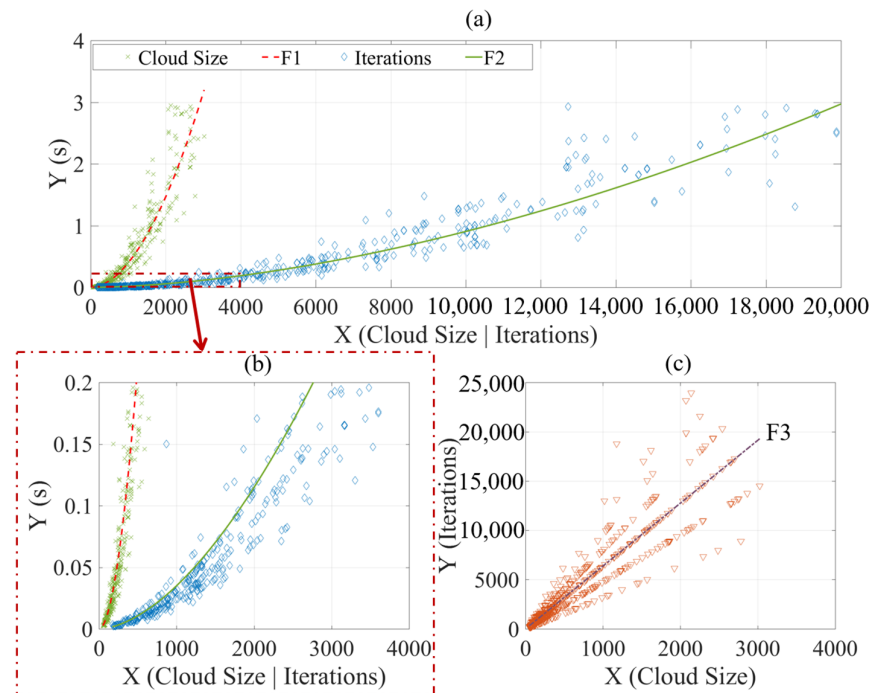 (a)
4
3
2
1
0
Y (s)
Cloud Size F1 Iterations F2
0 2000 4000 6000 8000 10,000 12,000 14,000 16,000 18,000 20,000
X (Cloud Size | Iterations)
(b)
0.2
0.15
0.1
0.05
0
Y (s)
0 1000 2000 3000 4000
X (Cloud Size | Iterations)
(c)
25,000
20,000
15,000
10,000
5000
0
Y (Iterations)
F3
0 1000 2000 3000 4000
X (Cloud Size)